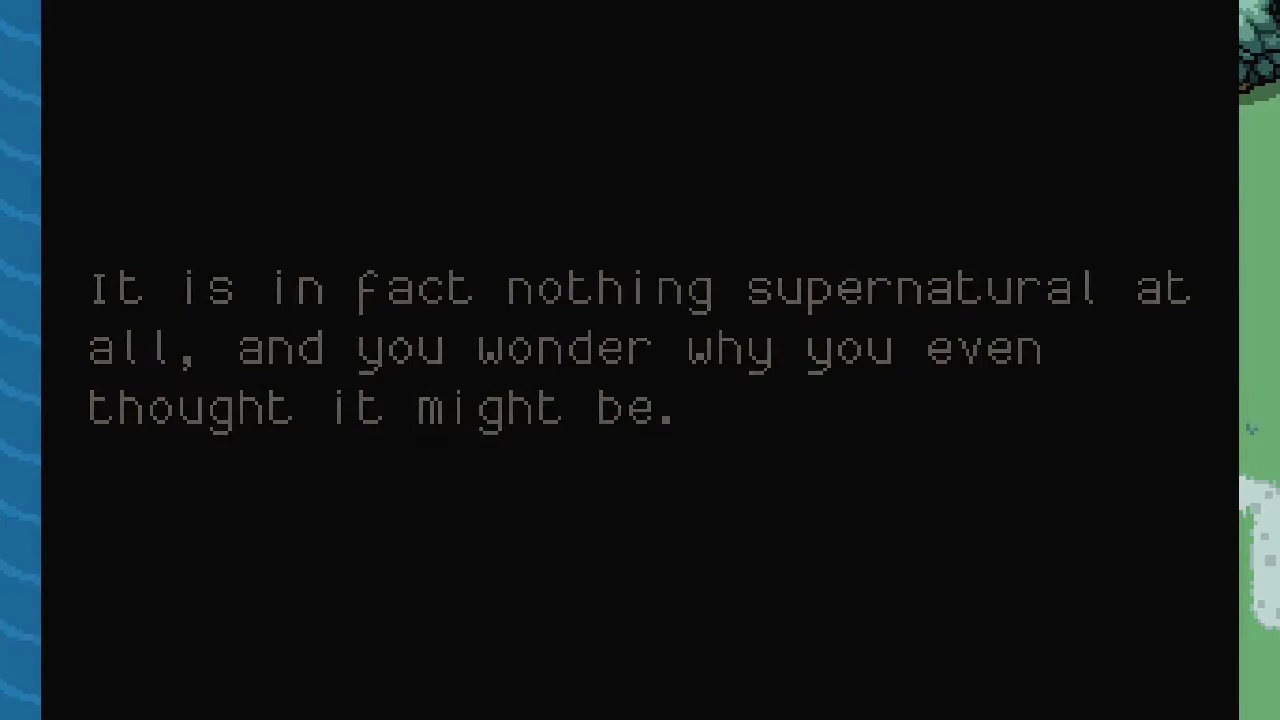 It is in fact nothing supernatural at
all, and you wonder why you even
thought it might be.